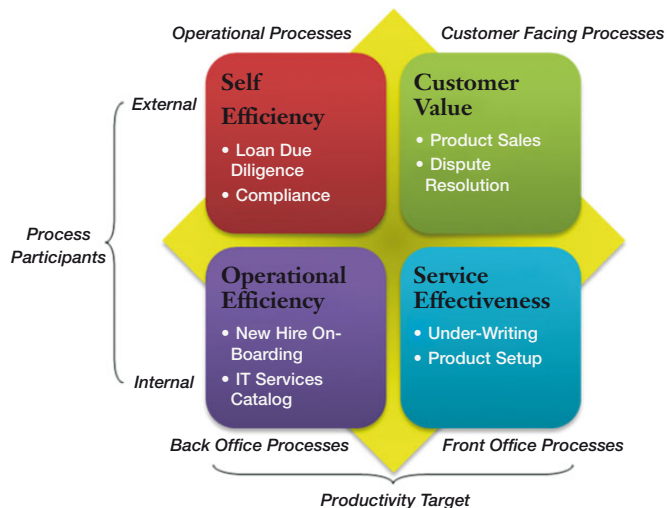 Operational Processes
Customer Facing Processes
External
Self
Efficiency
• Loan Due
Diligence
• Compliance
Customer
Value
• Product Sales
• Dispute
Resolution
Process
Participants
Operational
Efficiency
• New Hire On-
Boarding
• IT Services
Catalog
Service
Effectiveness
• Under-Writing
• Product Setup
Internal
Back Office Processes
Front Office Processes
Productivity Target